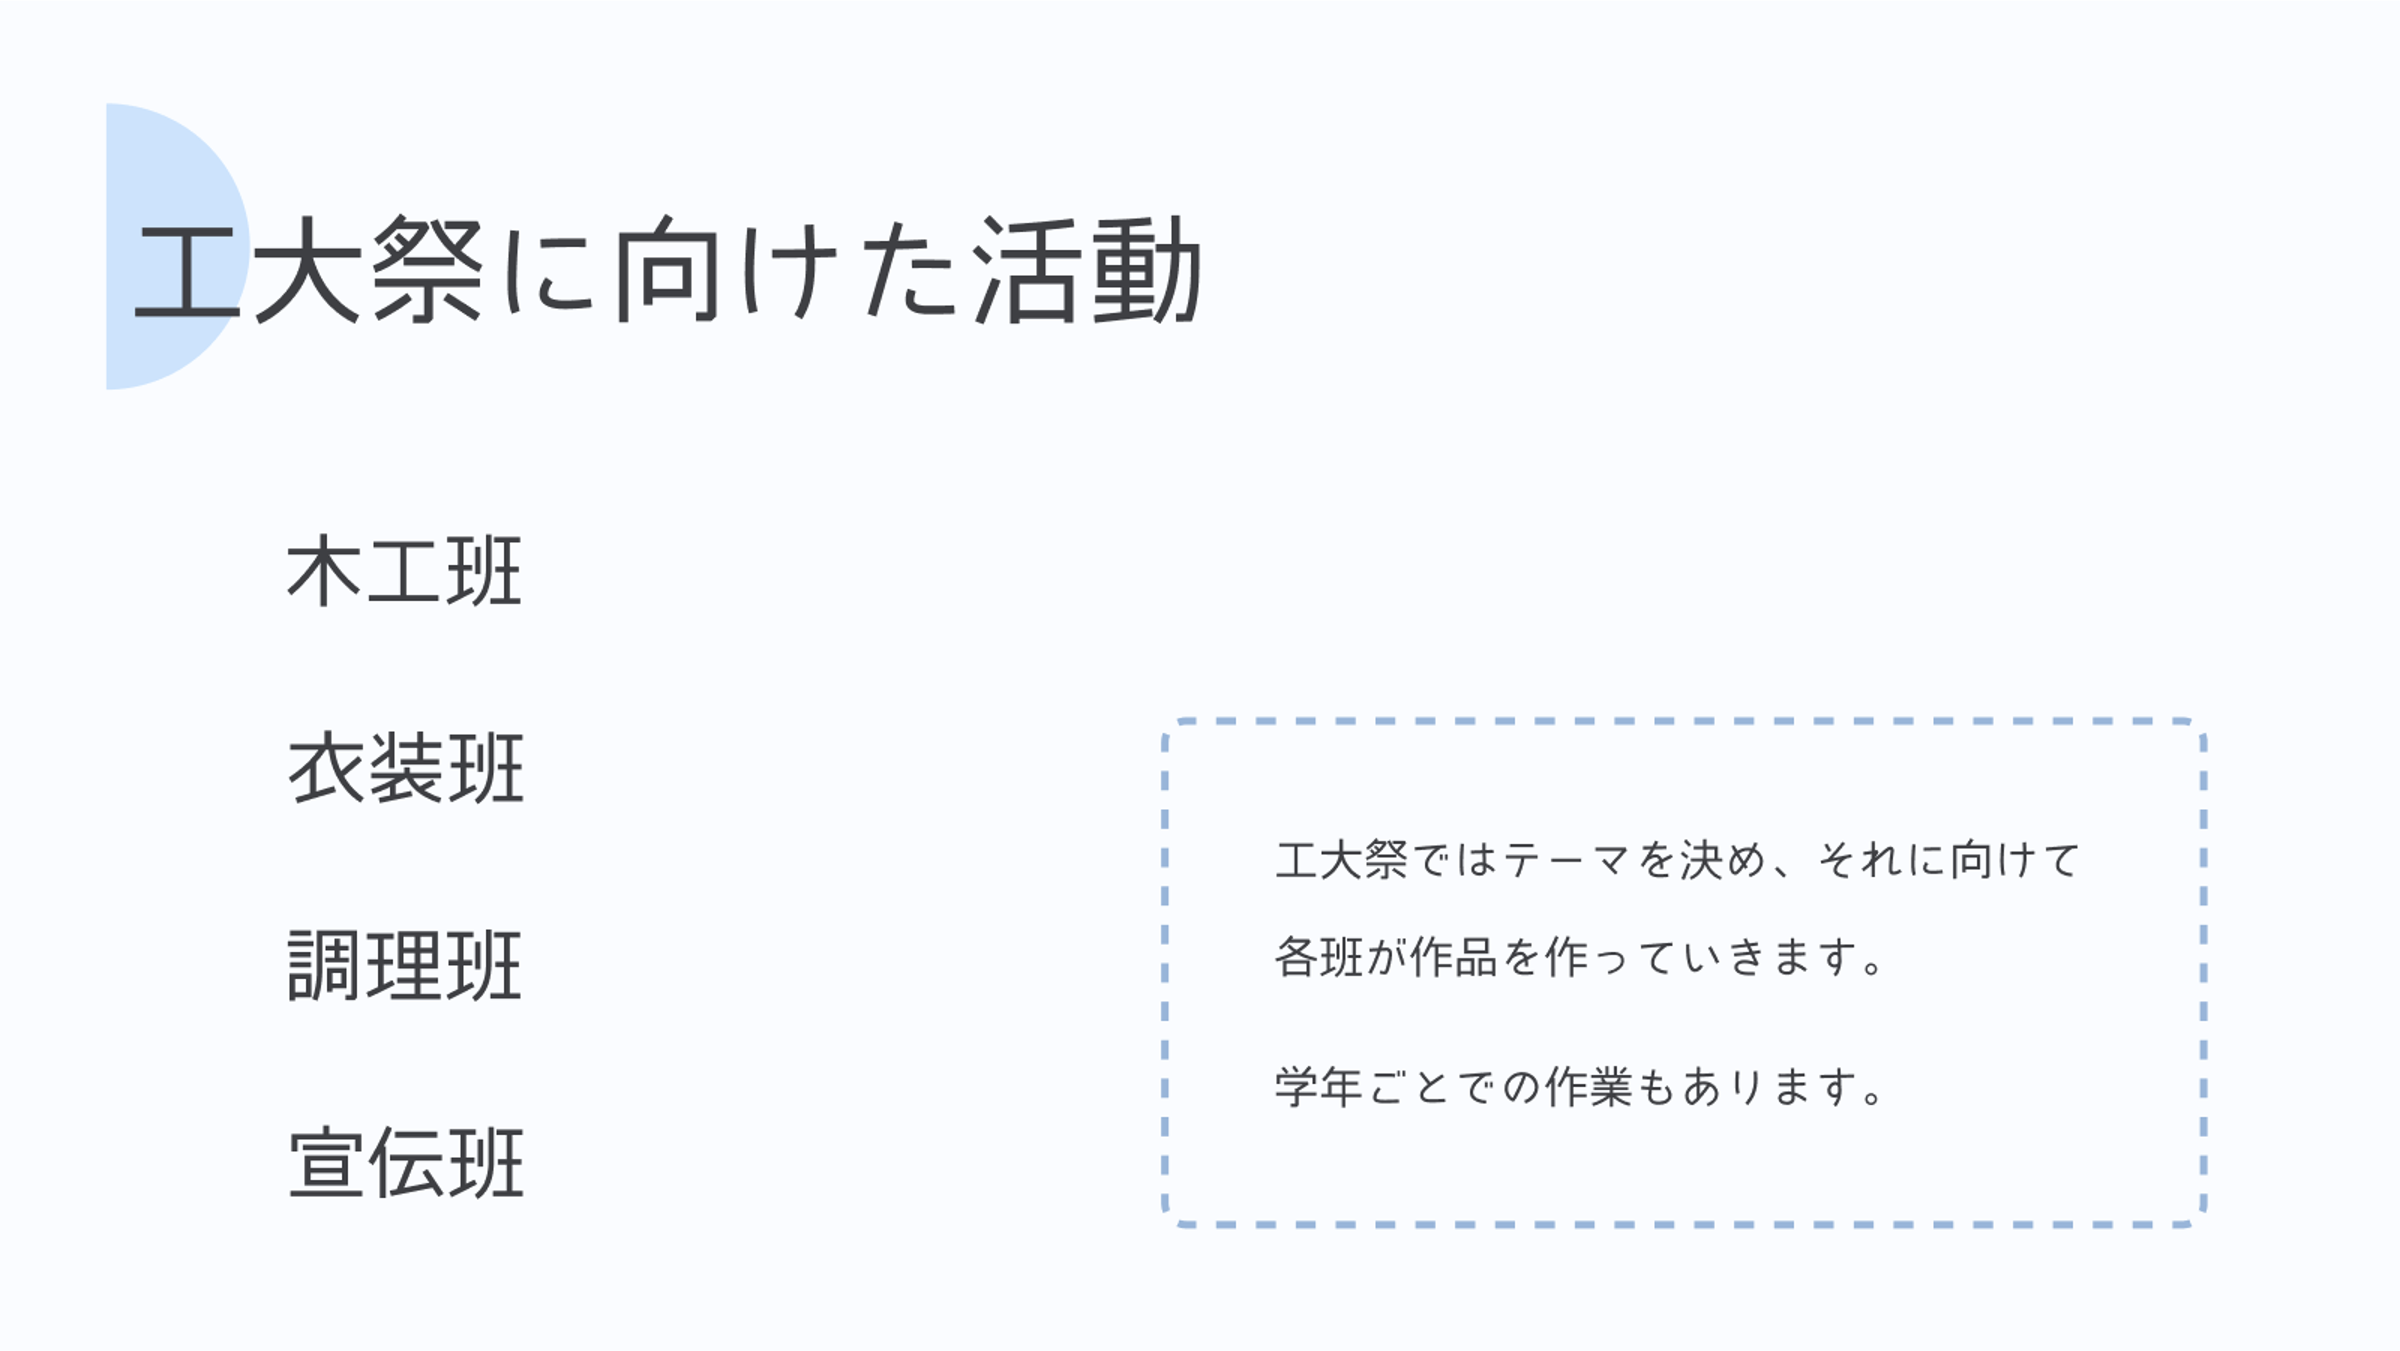 工大祭に向けた活動
木工班
衣装班
調理班
宣伝班
工大祭ではテーマを決め、それに向けて
各班が作品を作っていきます。
学年ごとでの作業もあります。